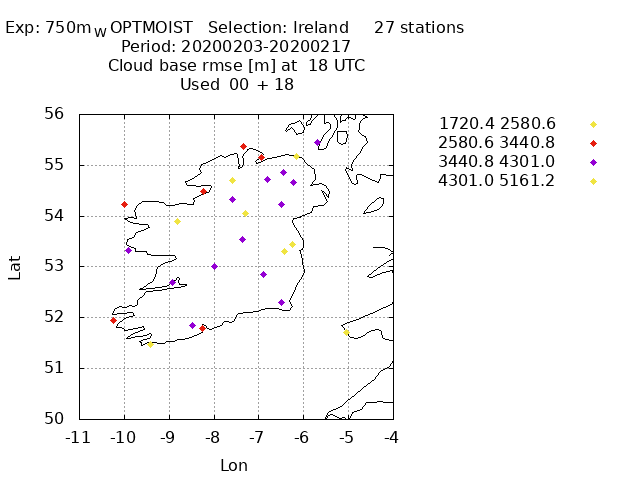 Exp: 750m_W OPTMOIST Selection: Ireland 27 stations
Period: 20200203-20200217
Cloud base rmse [m] at 18 UTC
Used 00 + 18
1720.4 2580.6
2580.6 3440.8
3440.8 4301.0
4301.0 5161.2
56
55
54
53
52
51
50
Lat
-11 -10 -9 -8 -7 -6 -5 -4
Lon